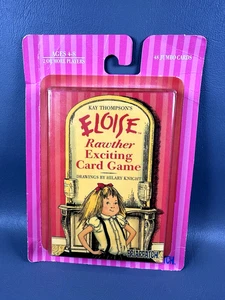 AGES 4-8
2 OR MORE PLAYERS
44 JUMBO CARDS
KAY THOMPSON'S
ELOISE
Rawther
Exciting
Card Game
DRAWINGS BY HILARY KNIGHT